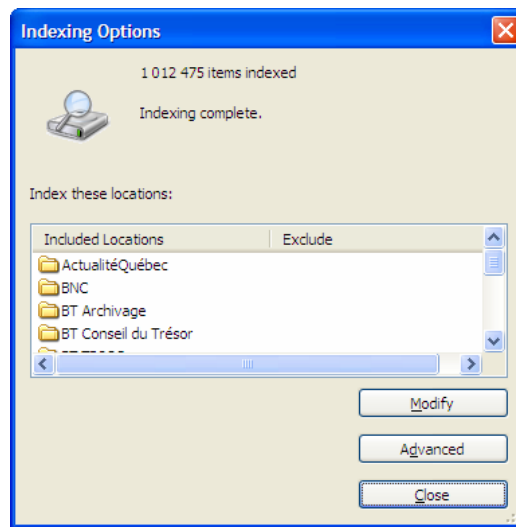 Indexing Options
1 012 475 items indexed
Indexing complete.
Index these locations:
Included Locations Exclude
ActualitéQuébec
BNC
BT Archivage
BT Conseil du Trésor
Modify
Advanced
Close